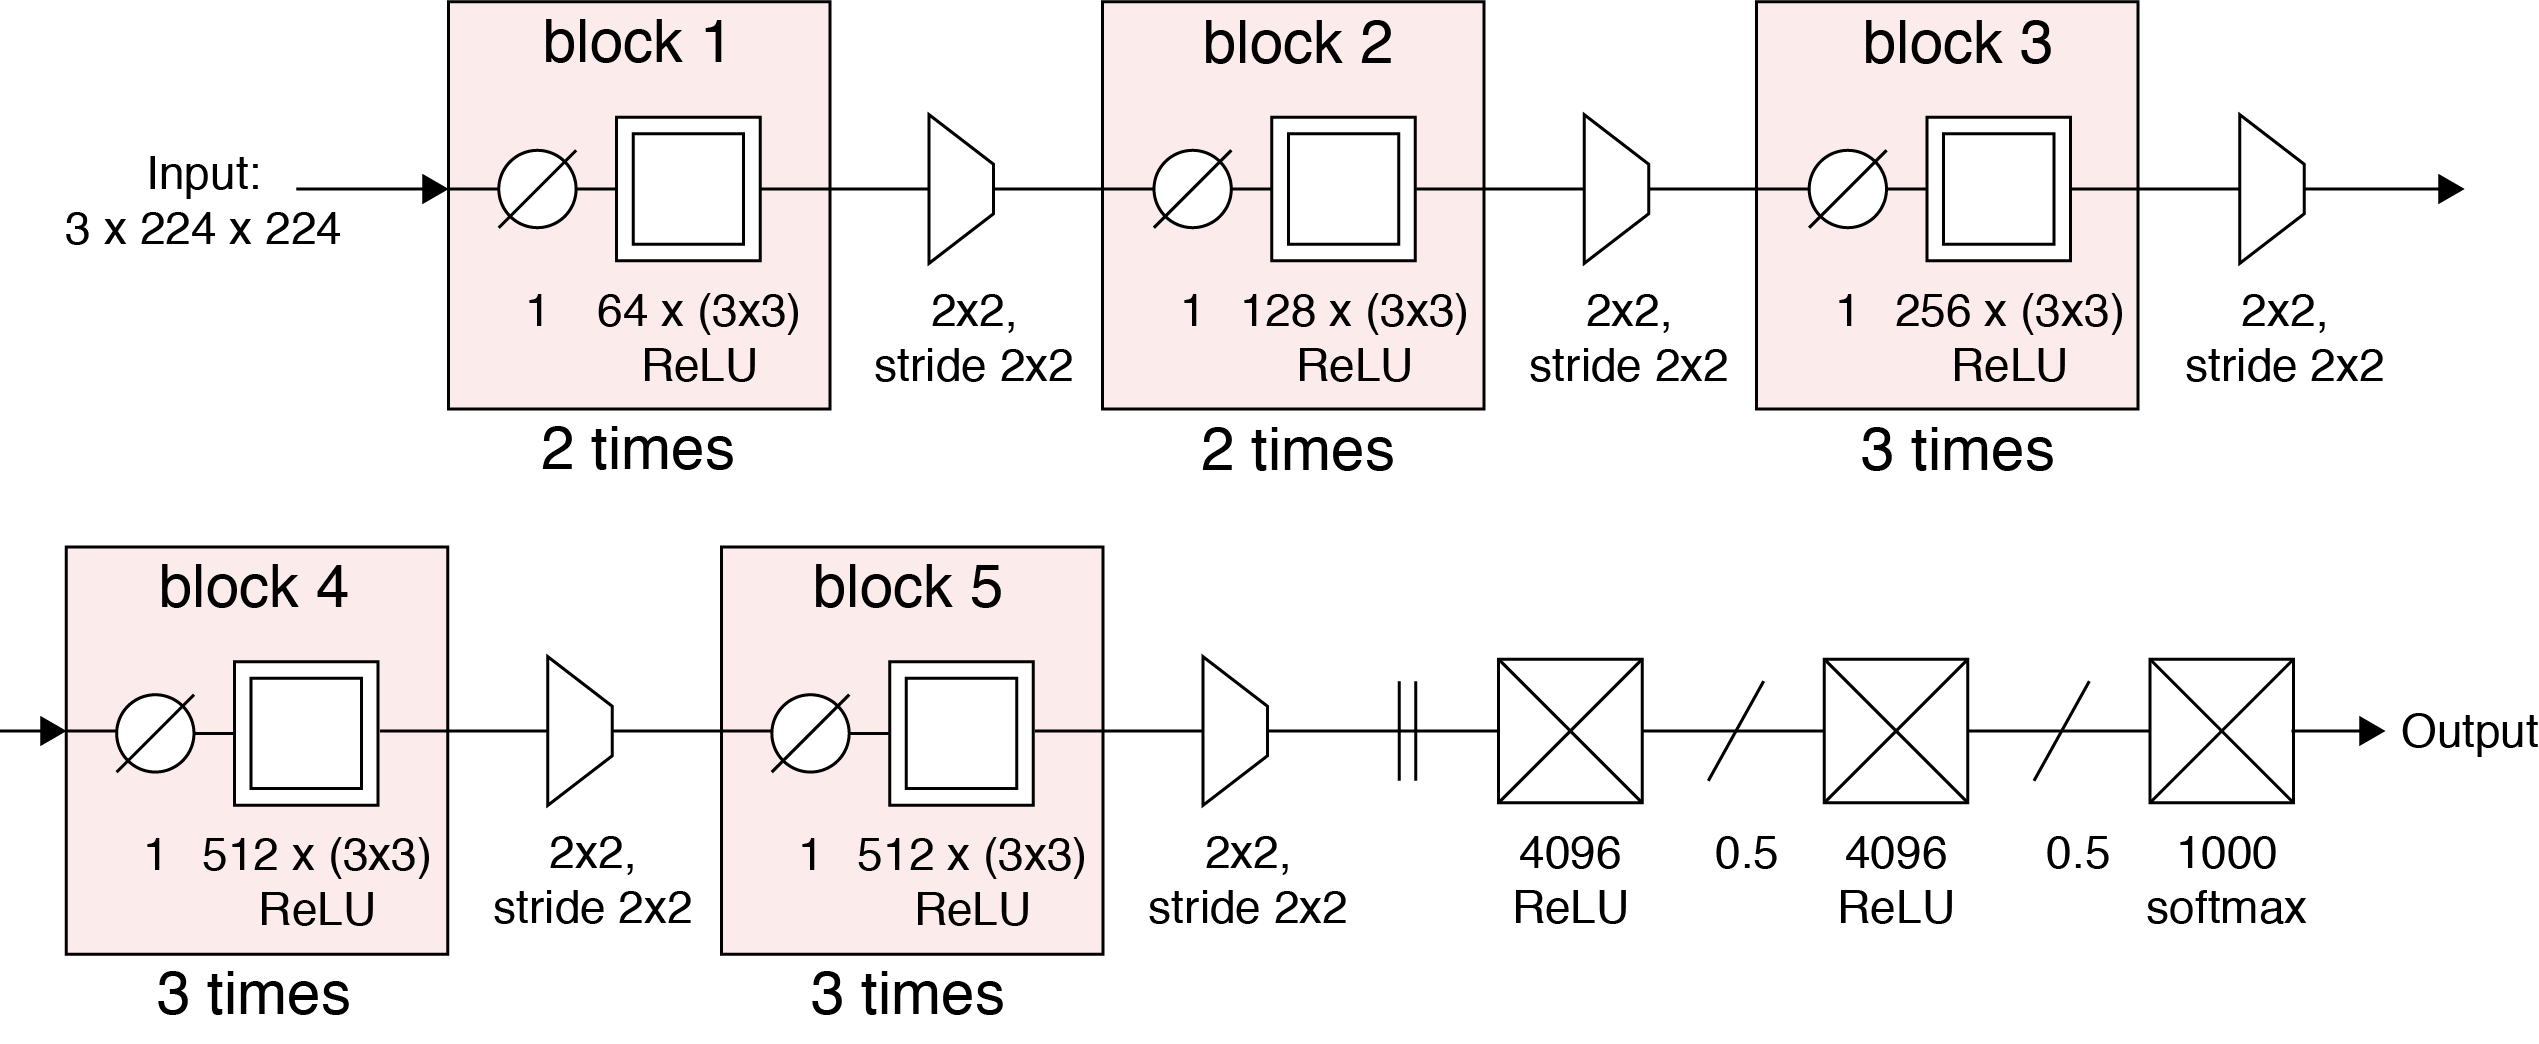 block 1
block 2
block 3
Input:
3 x 224 x 224
1 64 x (3x3)
ReLU
2x2,
stride 2x2
1 128 x (3x3)
ReLU
2x2,
stride 2x2
1 256 x (3x3)
ReLU
2x2,
stride 2x2
2 times
2 times
3 times
block 4
block 5
Output
1 512 x (3x3)
ReLU
2x2,
stride 2x2
1 512 x (3x3)
ReLU
2x2,
stride 2x2
4096
ReLU
0.5
4096
ReLU
0.5
1000
softmax
3 times
3 times